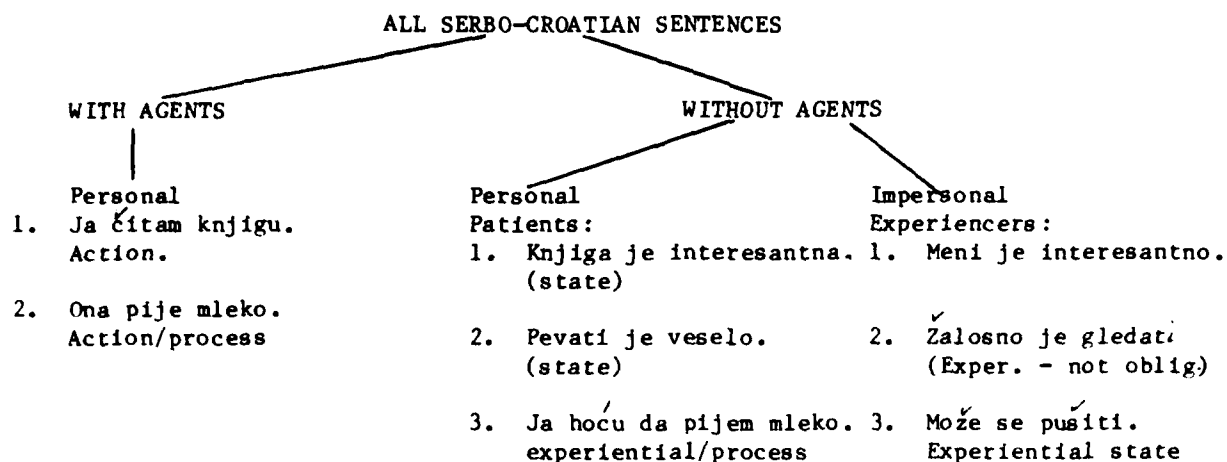 ALL SERBO-CROATIAN SENTENCES
WITH AGENTS
WITHOUT AGENTS
Personal
1. Ja čitam knjigu.
Action.
2. Ona pije mleko.
Action/process
Personal
Patients:
1. Knjiga je interesantna.
(state)
2. Pevati je veselo.
(state)
3. Ja hoću da pijem mleko.
experiential/process
Impersonal
Experiencers:
1. Meni je interesantno.
2. Žalosno je gledati
(Exper. - not oblig.)
3. Može se pušiti.
Experiential state